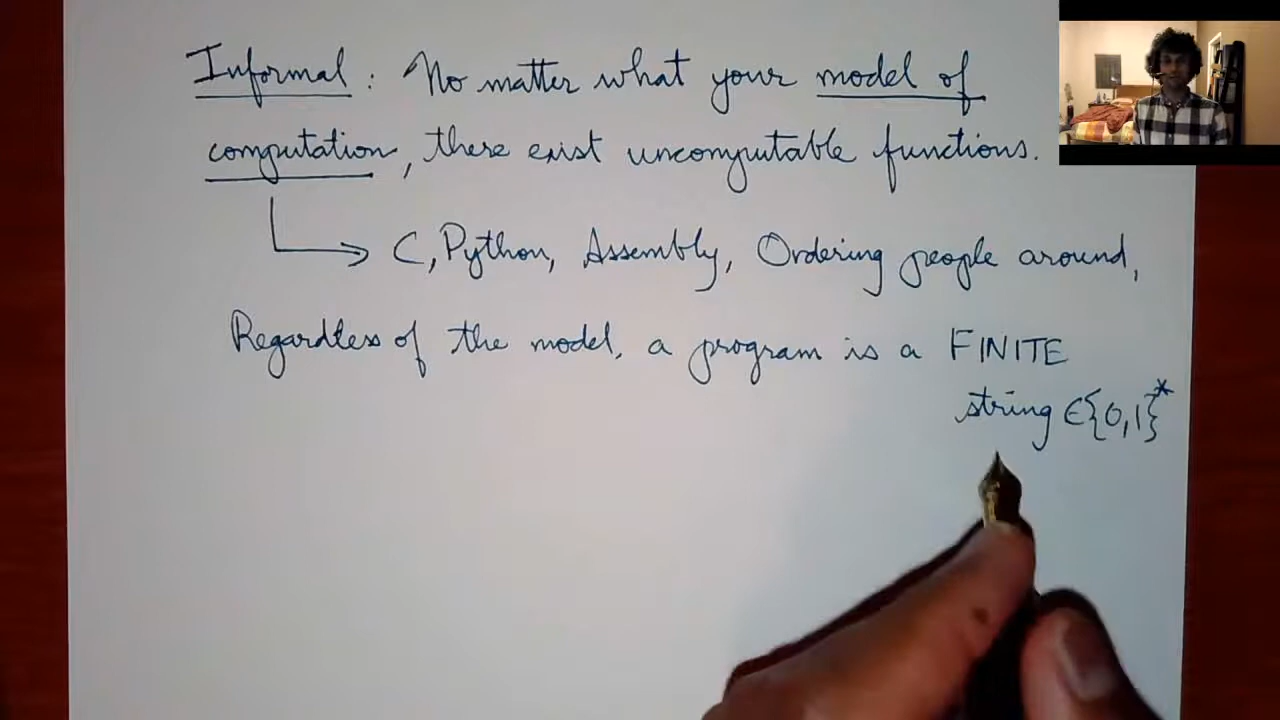 Informal : No matter what your model of
computation, there exist uncomputable functions.
C, Python, Assembly, Ordering people around,
Regardless of the model, a program is a FINITE
string ∈ {0,1}*